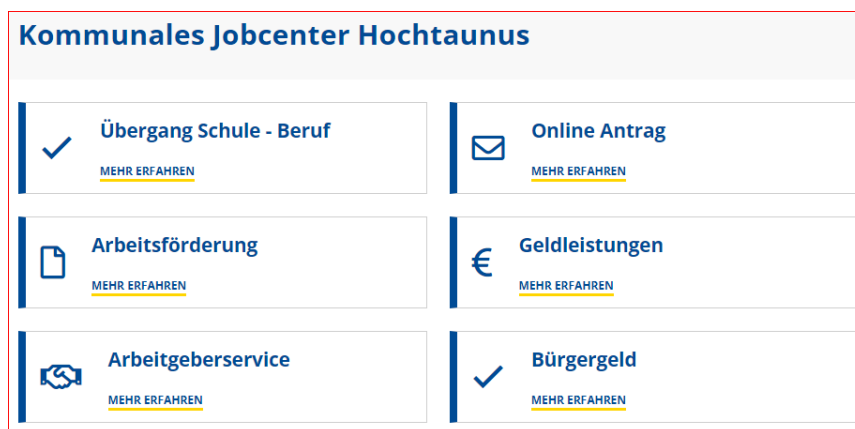 Kommunales Jobcenter Hochtaunus
Übergang Schule - Beruf
MEHR ERFAHREN
Online Antrag
MEHR ERFAHREN
Arbeitsförderung
MEHR ERFAHREN
€
Geldleistungen
MEHR ERFAHREN
Arbeitgeberservice
MEHR ERFAHREN
Bürgergeld
MEHR ERFAHREN